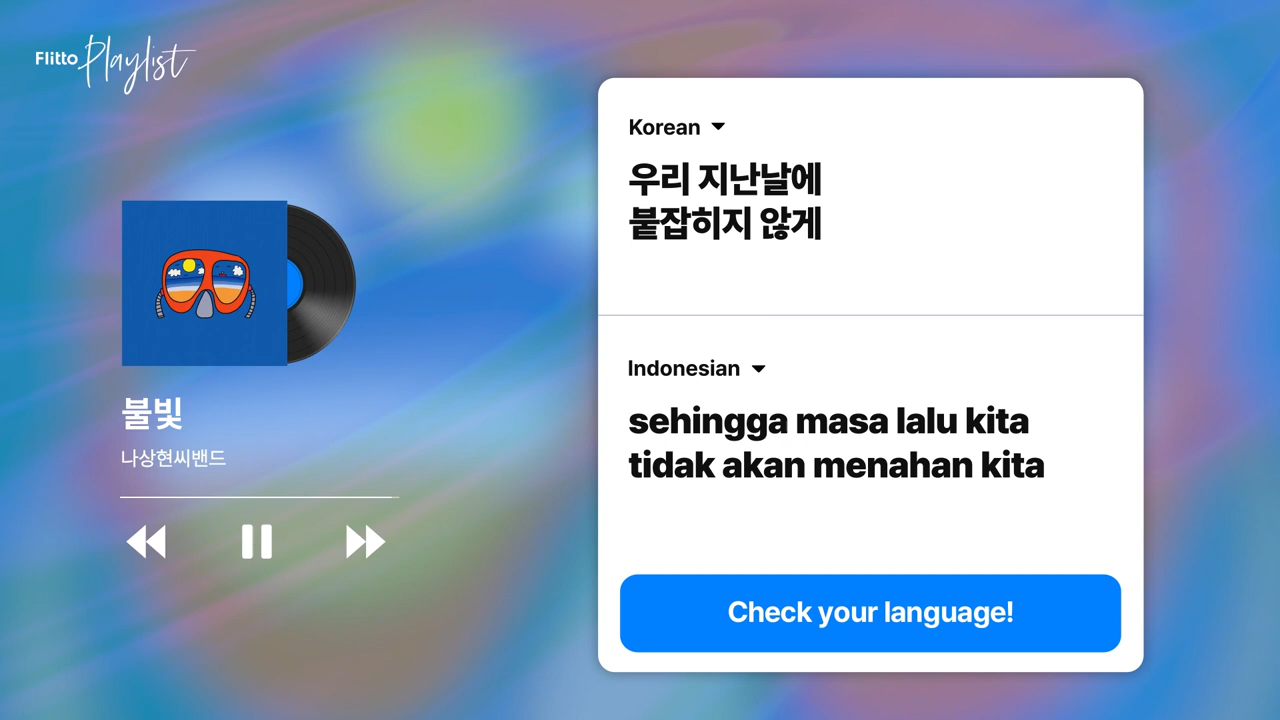 Flitto Playlist
불빛
나상현씨밴드
Korean
우리 지난날에
붙잡히지 않게
Indonesian
sehingga masa lalu kita
tidak akan menahan kita
Check your language!